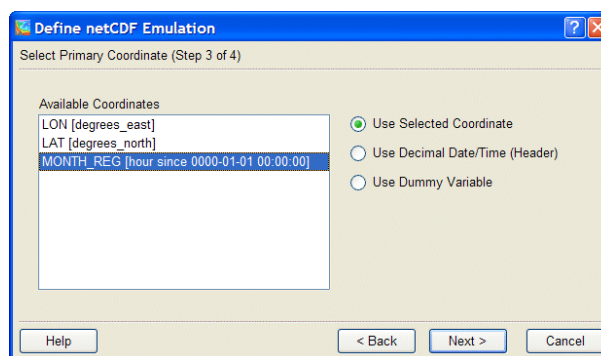 Define netCDF Emulation
Select Primary Coordinate (Step 3 of 4)
Available Coordinates
LON [degrees_east]
LAT [degrees_north]
MONTH_REG [hour since 0000-01-01 00:00:00]
Use Selected Coordinate
Use Decimal Date/Time (Header)
Use Dummy Variable
Help
< Back
Next >
Cancel